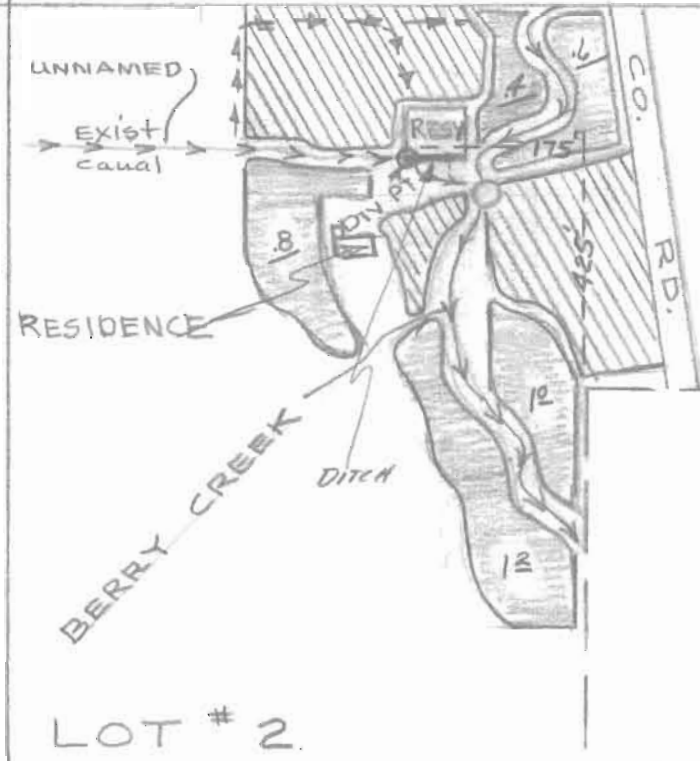 UNNAMED
EXIST
canal
RESV
.4
.6
175'
CO.
RD.
DIV PT.
.8
425'
RESIDENCE
BERRY CREEK
DITCH
1.0
1.2
LOT # 2.